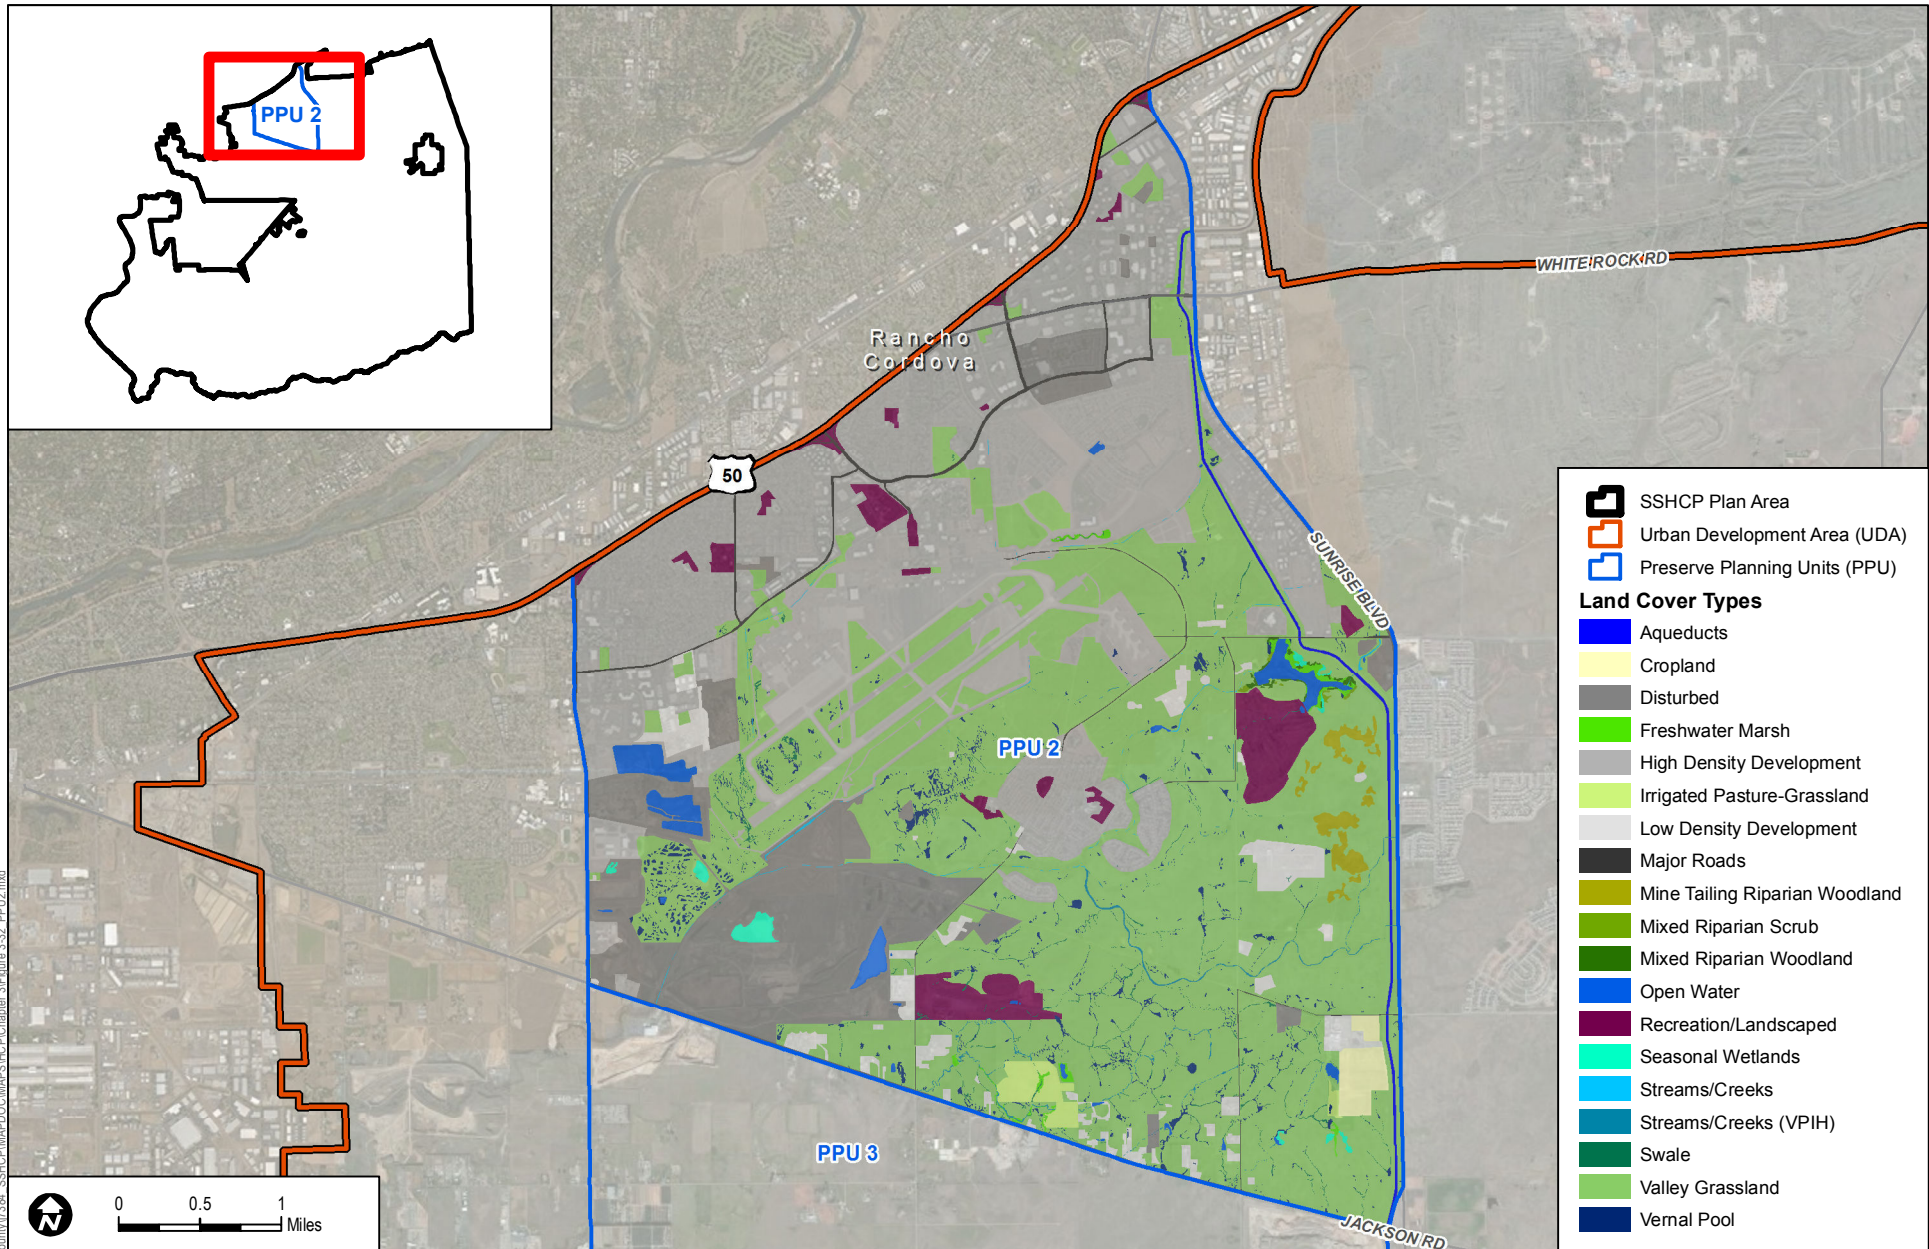 PPU 2
WHITE ROCK RD
Rancho
Cordova
50
SUNRISE BLVD
PPU 2
PPU 3
JACKSON RD
SSHCP Plan Area
Urban Development Area (UDA)
Preserve Planning Units (PPU)
Land Cover Types
Aqueducts
Cropland
Disturbed
Freshwater Marsh
High Density Development
Irrigated Pasture-Grassland
Low Density Development
Major Roads
Mine Tailing Riparian Woodland
Mixed Riparian Scrub
Mixed Riparian Woodland
Open Water
Recreation/Landscaped
Seasonal Wetlands
Streams/Creeks
Streams/Creeks (VPIH)
Swale
Valley Grassland
Vernal Pool
N
0 0.5 1
Miles